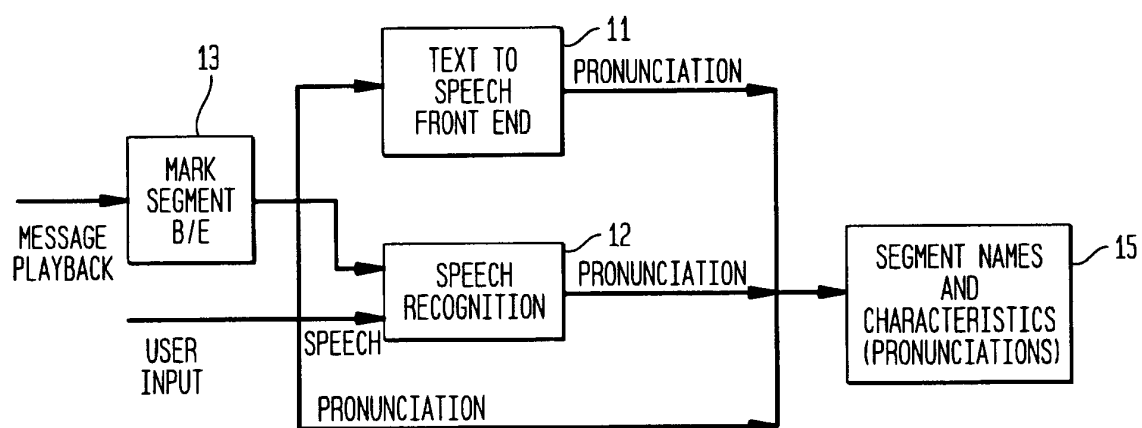 13
MARK
SEGMENT
B/E
MESSAGE
PLAYBACK
USER
INPUT
11
TEXT TO
SPEECH
FRONT END
PRONUNCIATION
12
SPEECH
RECOGNITION
PRONUNCIATION
SPEECH
PRONUNCIATION
15
SEGMENT NAMES
AND
CHARACTERISTICS
(PRONUNCIATIONS)